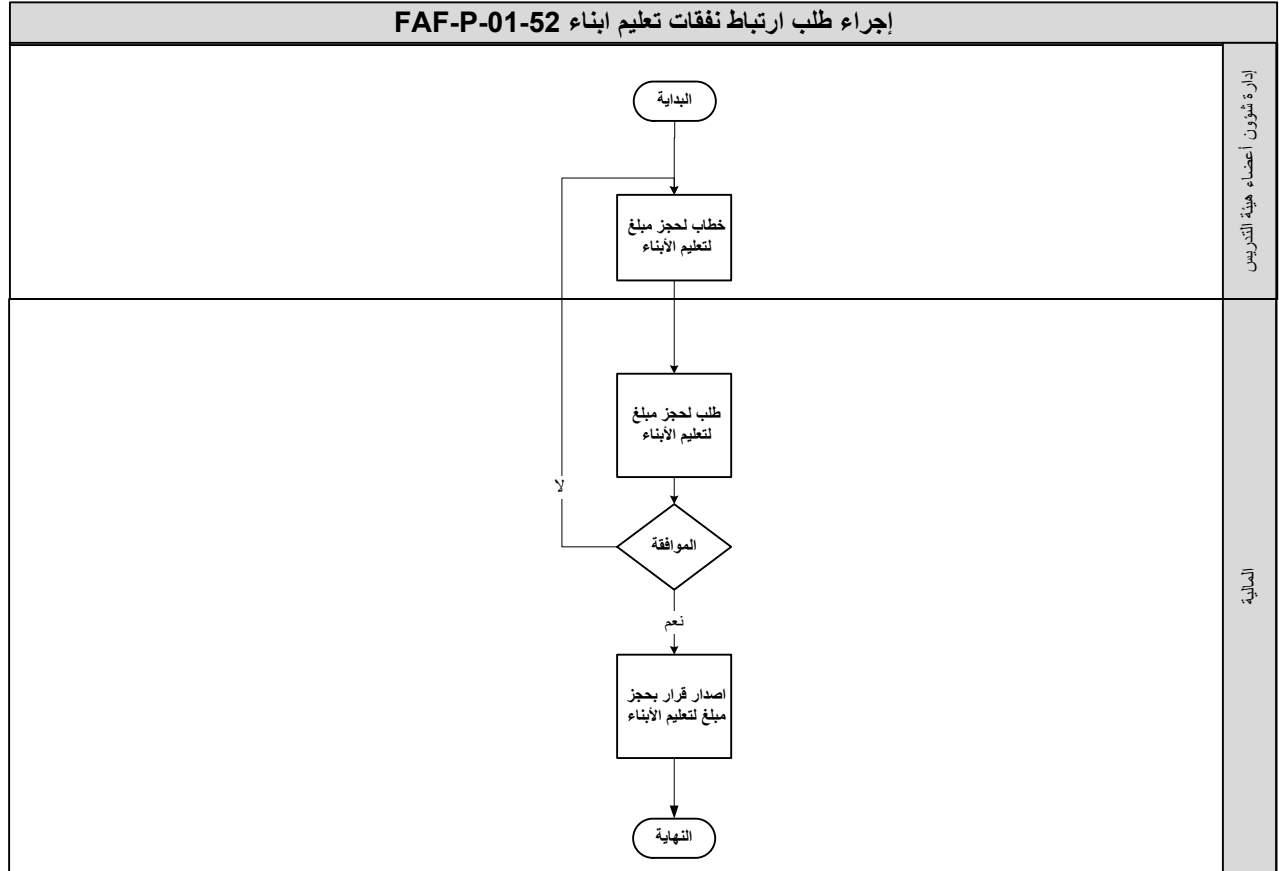 إجراء طلب ارتباط نفقات تعليم ابناء FAF-P-01-52
إدارة شؤون أعضاء هيئة التدريس
البداية
خطاب لحجز مبلغ
لتعليم الأبناء
المالية
طلب لحجز مبلغ
لتعليم الأبناء
لا
الموافقة
نعم
اصدار قرار بحجز
مبلغ لتعليم الأبناء
النهاية